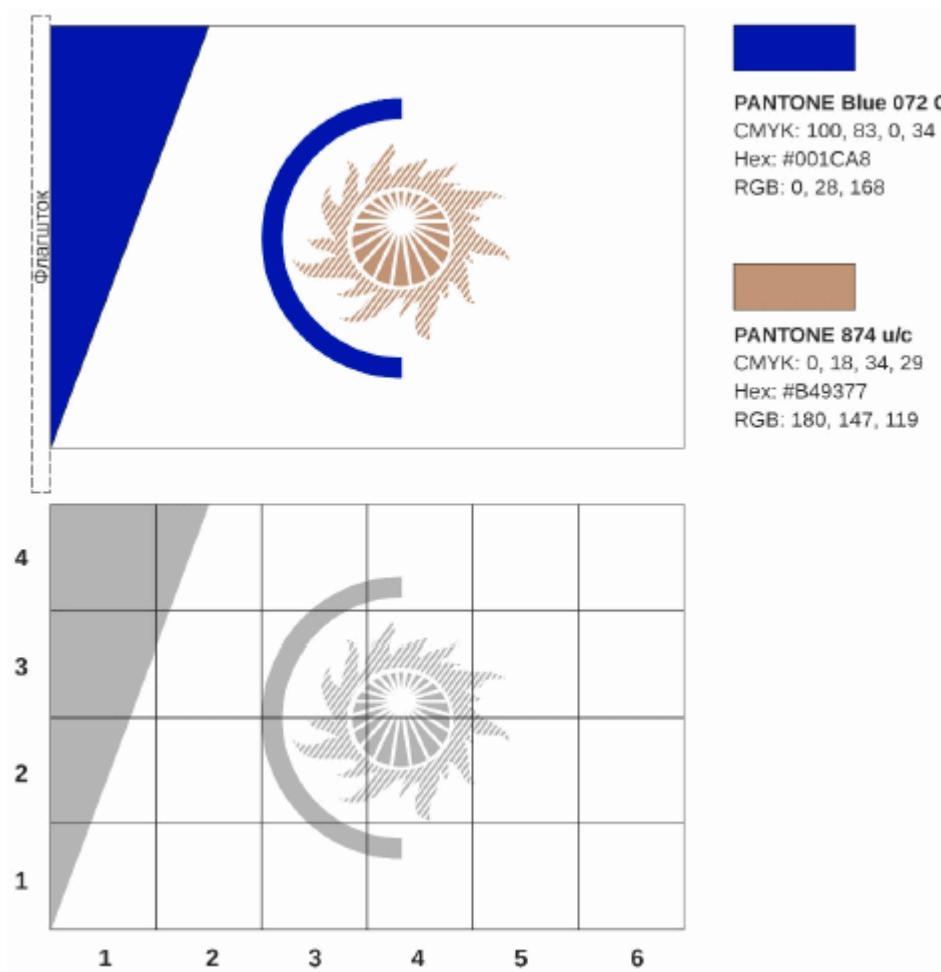 Флагшток
PANTONE Blue 072 C
CMYK: 100, 83, 0, 34
Hex: #001CA8
RGB: 0, 28, 168
PANTONE 874 u/c
CMYK: 0, 18, 34, 29
Hex: #B49377
RGB: 180, 147, 119
4
3
2
1
1 2 3 4 5 6